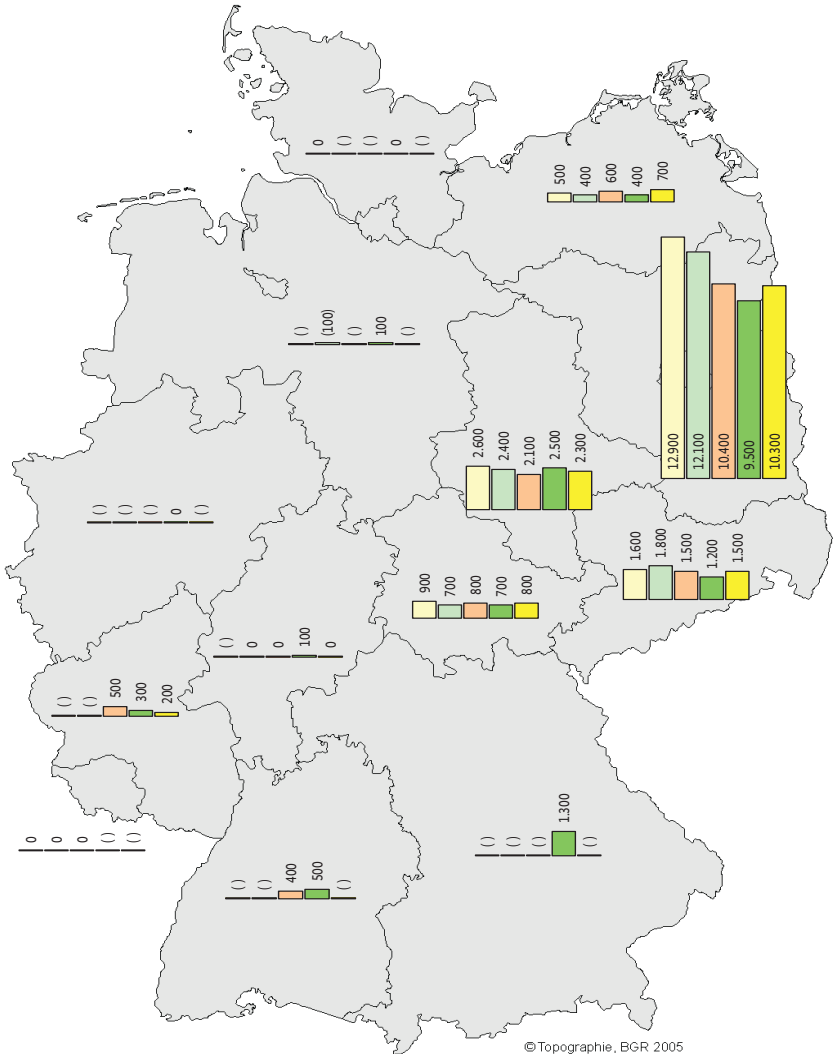 0 ( ) ( ) 0 ( )
500 400 600 400 700
( ) (100) ( ) 100 ( )
12.900 12.100 10.400 9.500 10.300
2.600 2.400 2.100 2.500 2.300
( ) ( ) ( ) 0 ( )
1.600 1.800 1.500 1.200 1.500
900 700 800 700 800
( ) 0 0 100 0
( ) ( ) 500 300 200
0 0 0 ( ) ( )
( ) ( ) ( ) 1.300 ( )
( ) ( ) 400 500 ( )
© Topographie, BGR 2005